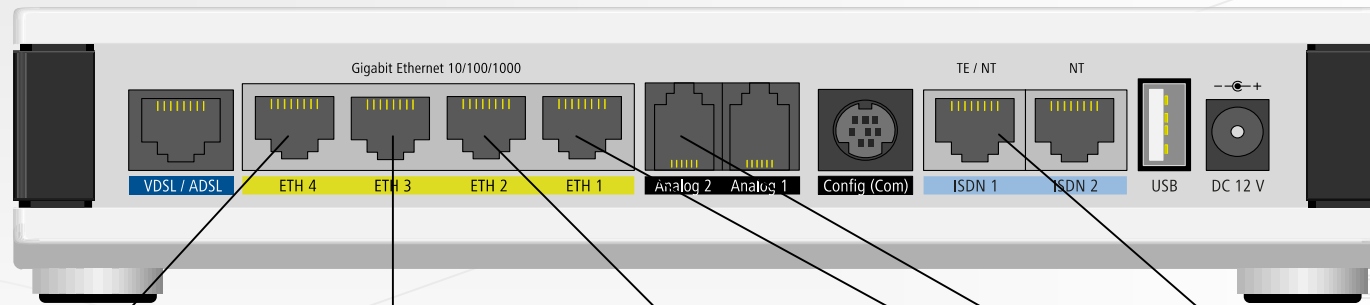 Gigabit Ethernet 10/100/1000
TE / NT
NT
- +
VDSL / ADSL
ETH 4
ETH 3
ETH 2
ETH 1
Analog 2
Analog 1
Config (Com)
ISDN 1
ISDN 2
USB
DC 12 V